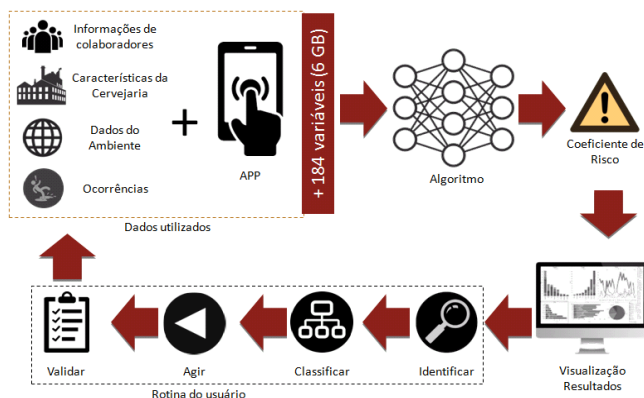 Informações de
colaboradores
Características da
Cervejaria
Dados do
Ambiente
Ocorrências
+
APP
+ 184 variáveis (6 GB)
Dados utilizados
Algoritmo
Coeficiente de
Risco
Visualização
Resultados
Identificar
Classificar
Agir
Validar
Rotina do usuário